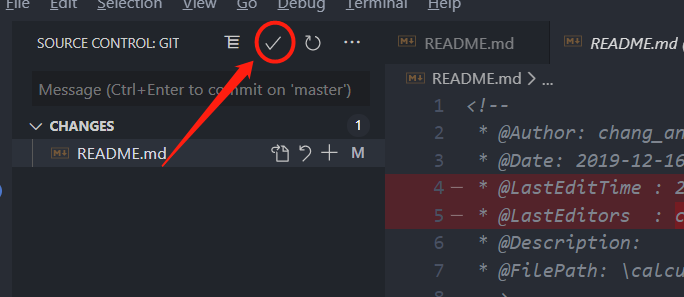 File Edit Selection View Go Debug Terminal Help
SOURCE CONTROL: GIT
Message (Ctrl+Enter to commit on 'master')
CHANGES 1
README.md M
README.md
README.md (
README.md > ...
1 <!--
2 * @Author: chang_an
3 * @Date: 2019-12-16
4 — * @LastEditTime : 2
5 — * @LastEditors : c
6 * @Description:
7 * @FilePath: \calcu
8